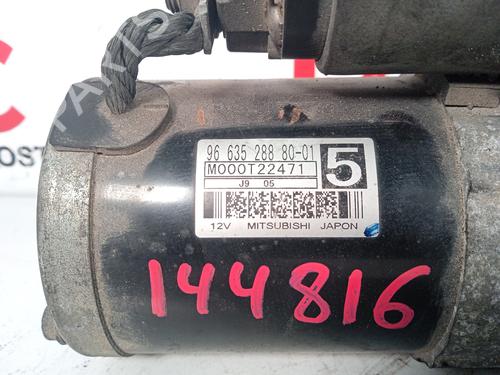 96 635 288 80-01
M000T22471
5
J9 05
12V MITSUBISHI JAPON
144816